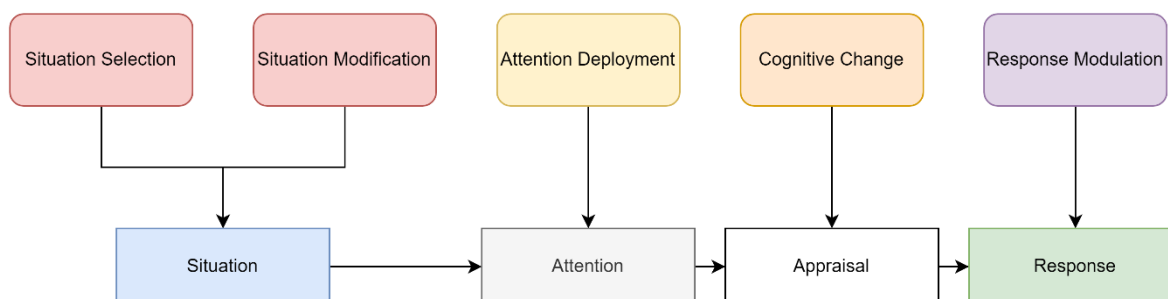 Situation Selection
Situation Modification
Attention Deployment
Cognitive Change
Response Modulation
Situation
Attention
Appraisal
Response